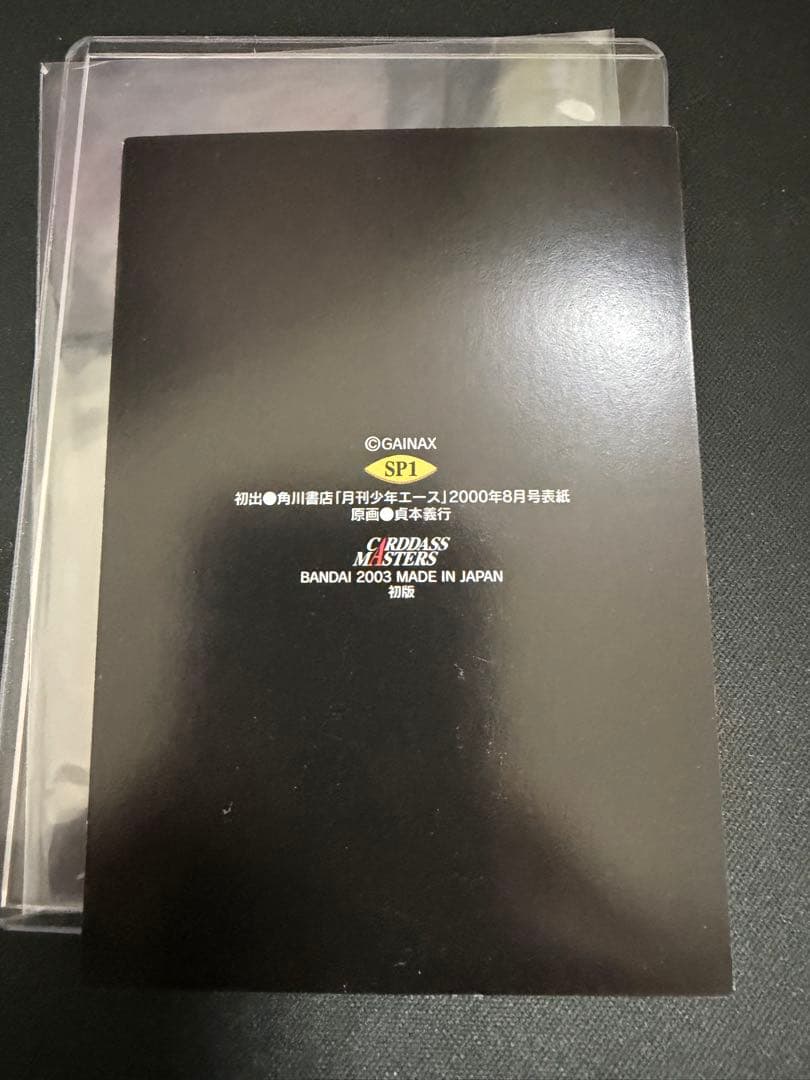 ©GAINAX
SP1
初出●角川書店「月刊少年エース」2000年8月号表紙
原画●貞本義行
CARDDASS
MASTERS
BANDAI 2003 MADE IN JAPAN
初版